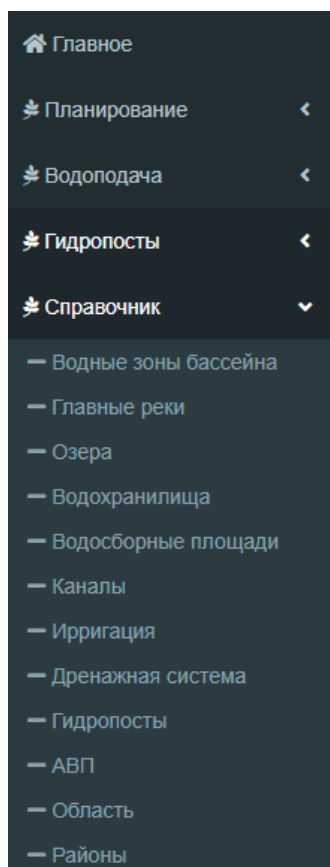 Главное
Планирование
Водоподача
Гидропосты
Справочник
Водные зоны бассейна
Главные реки
Озера
Водохранилища
Водосборные площади
Каналы
Ирригация
Дренажная система
Гидропосты
АВП
Область
Районы